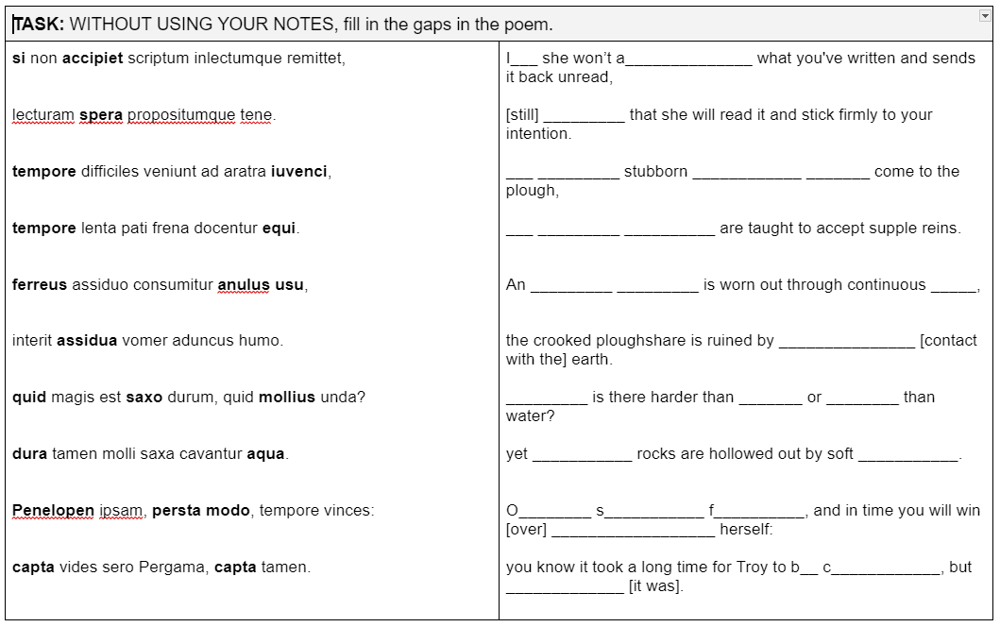 TASK: WITHOUT USING YOUR NOTES, fill in the gaps in the poem.
si non accipiet scriptum inlectumque remittet,
I___ she won't a______________ what you've written and sends
it back unread,
lecturam spera propositumque tene.
[still] _________ that she will read it and stick firmly to your
intention.
tempore difficiles veniunt ad aratra iuvenci,
___ _________ stubborn ____________ _______ come to the
plough,
tempore lenta pati frena docentur equi.
___ _________ __________ are taught to accept supple reins.
ferreus assiduo consumitur anulus usu,
An _________ _________ is worn out through continuous _____,
interit assidua vomer aduncus humo.
the crooked ploughshare is ruined by _______________ [contact
with the] earth.
quid magis est saxo durum, quid mollius unda?
_________ is there harder than _______ or ________ than
water?
dura tamen molli saxa cavantur aqua.
yet ___________ rocks are hollowed out by soft ___________.
Penelopen ipsam, persta modo, tempore vinces:
O________ s___________ f__________, and in time you will win
[over] __________________ herself:
capta vides sero Pergama, capta tamen.
you know it took a long time for Troy to b__ c____________, but
_____________ [it was].